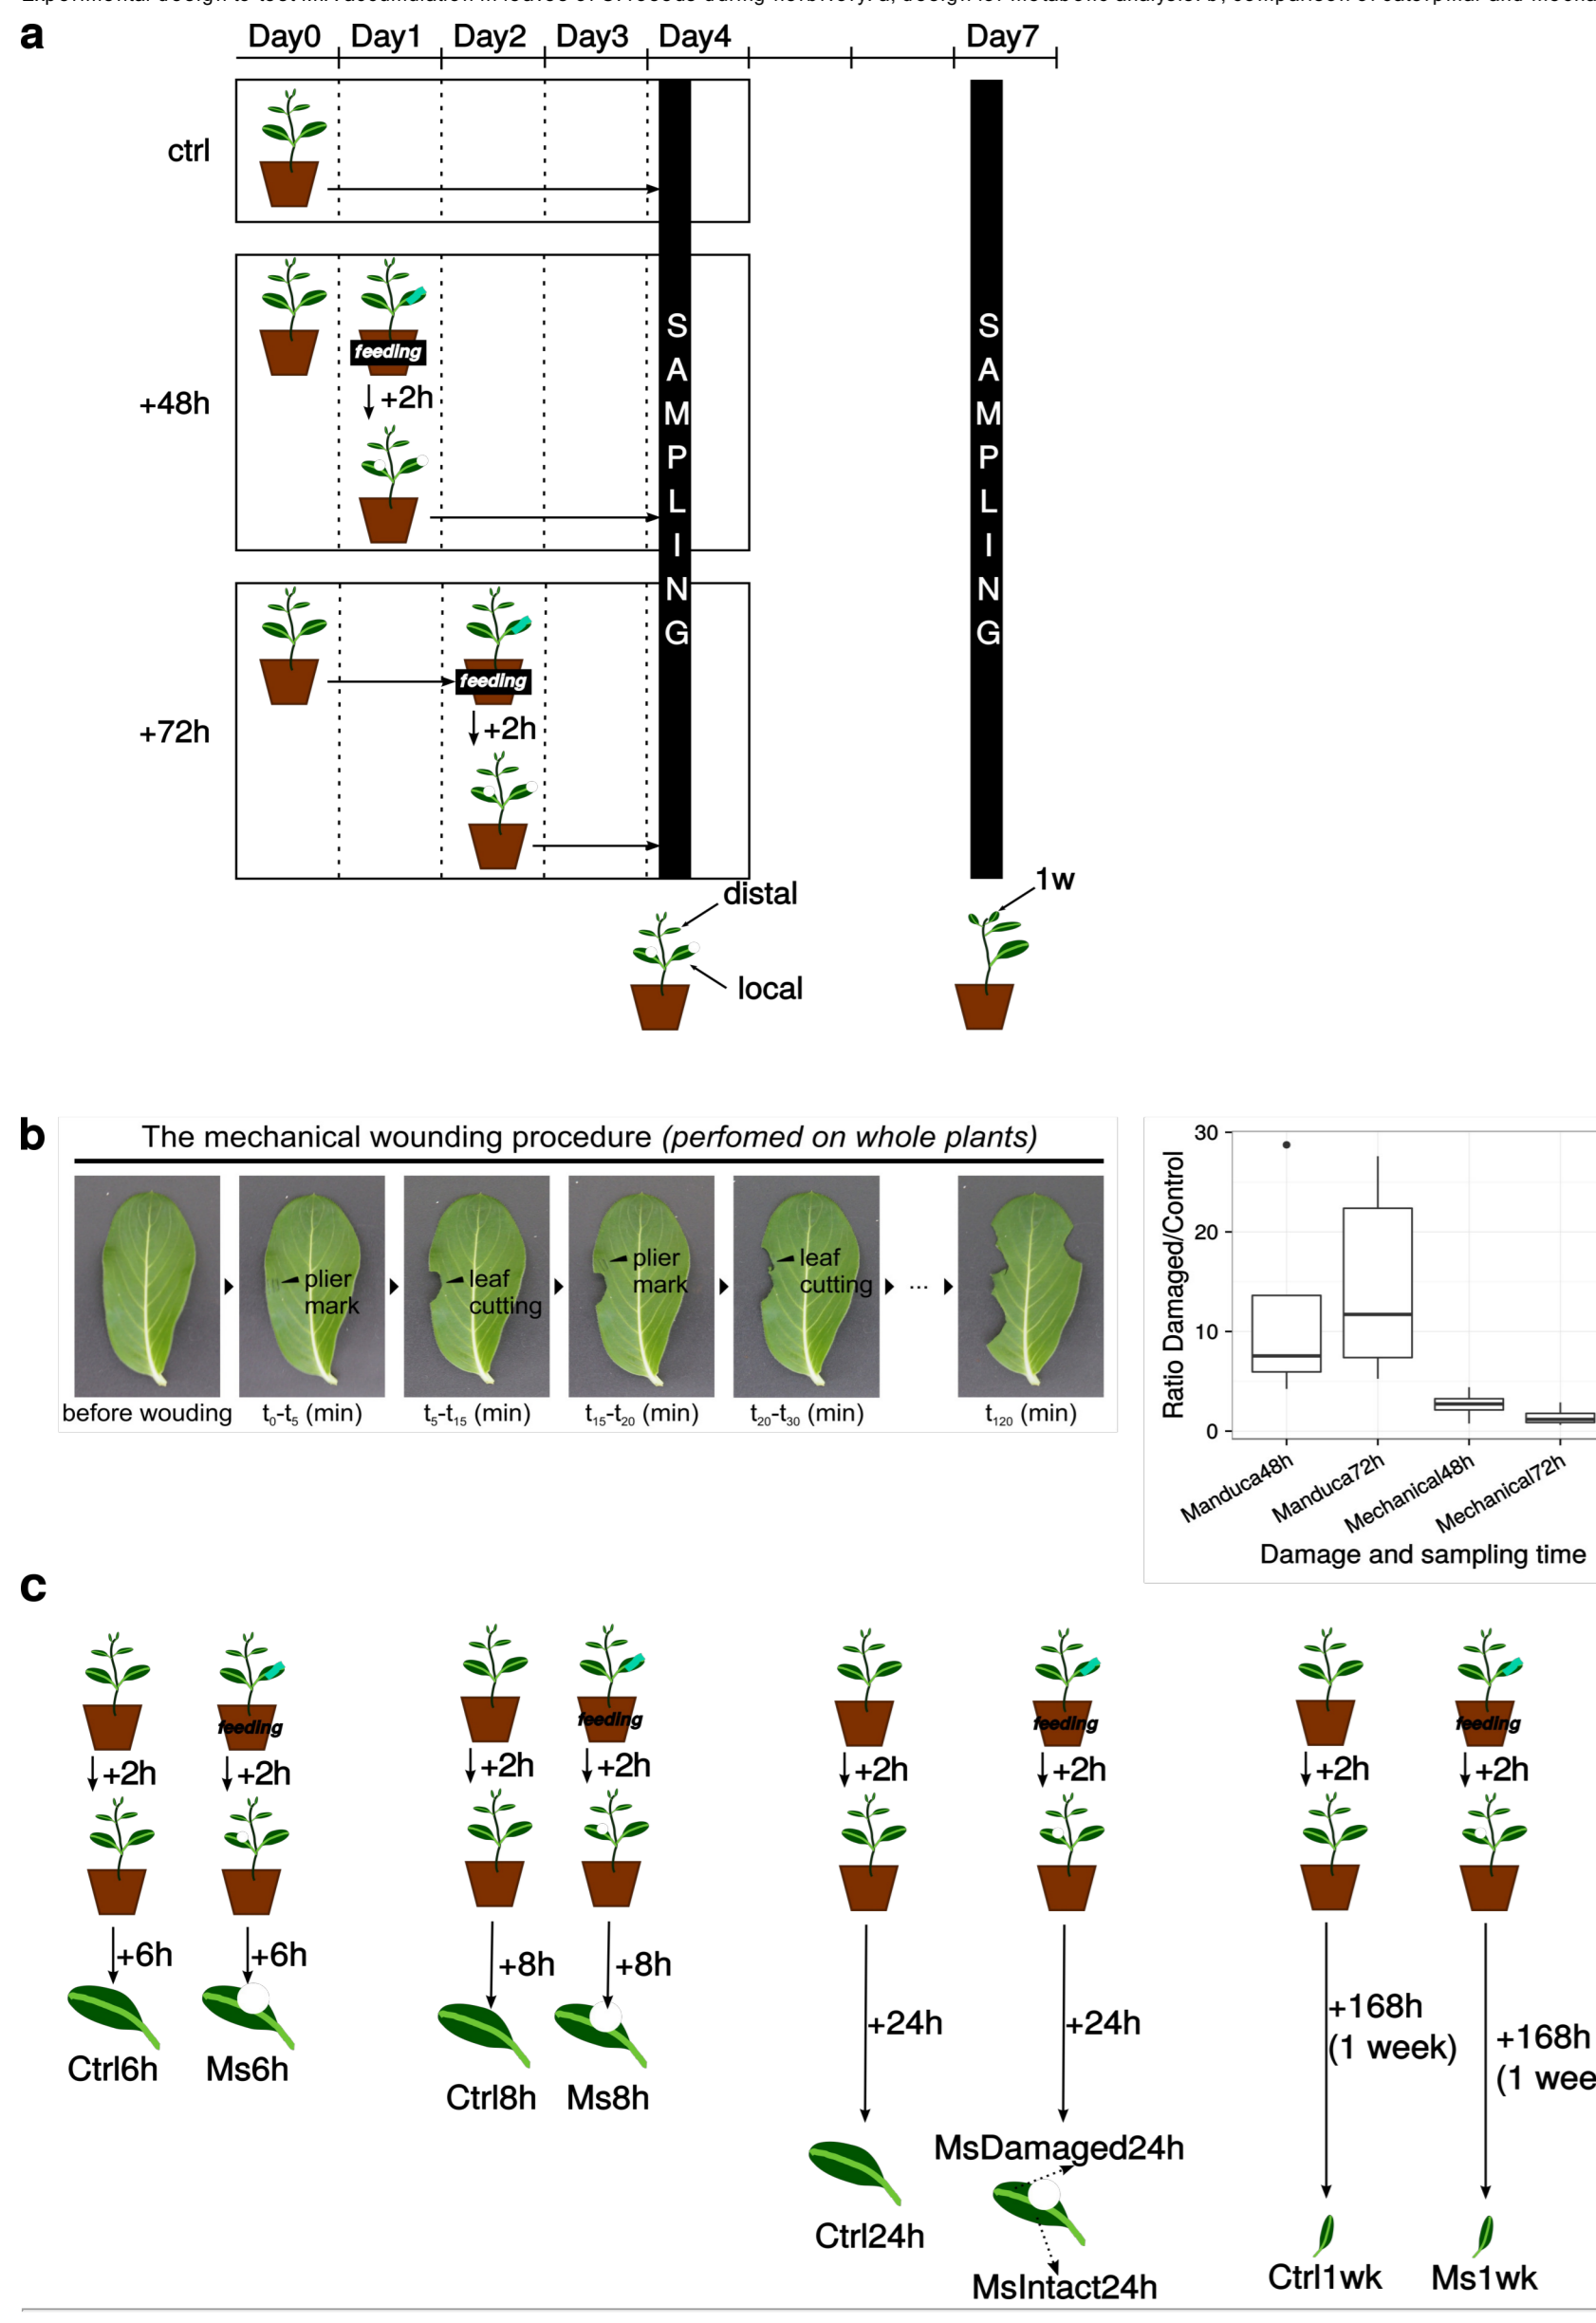 a
Day0 Day1 Day2 Day3 Day4 Day7
ctrl
+48h
feeding
+2h
+72h
feeding
+2h
SAMPLING
SAMPLING
distal
local
1w
b
The mechanical wounding procedure (perfomed on whole plants)
plier mark
leaf cutting
plier mark
leaf cutting
...
before wouding
t0-t5 (min)
t5-t15 (min)
t15-t20 (min)
t20-t30 (min)
t120 (min)
Ratio Damaged/Control
30
20
10
0
Manduca48h
Manduca72h
Mechanical48h
Mechanical72h
Damage and sampling time
c
feeding feeding feeding feeding
+2h +2h +2h +2h +2h +2h +2h +2h
+6h +6h +8h +8h +24h +24h
+168h
(1 week)
+168h
Ctrl6h Ms6h
Ctrl8h Ms8h
MsDamaged24h
Ctrl24h
MsIntact24h
Ctrl1wk Ms1wk